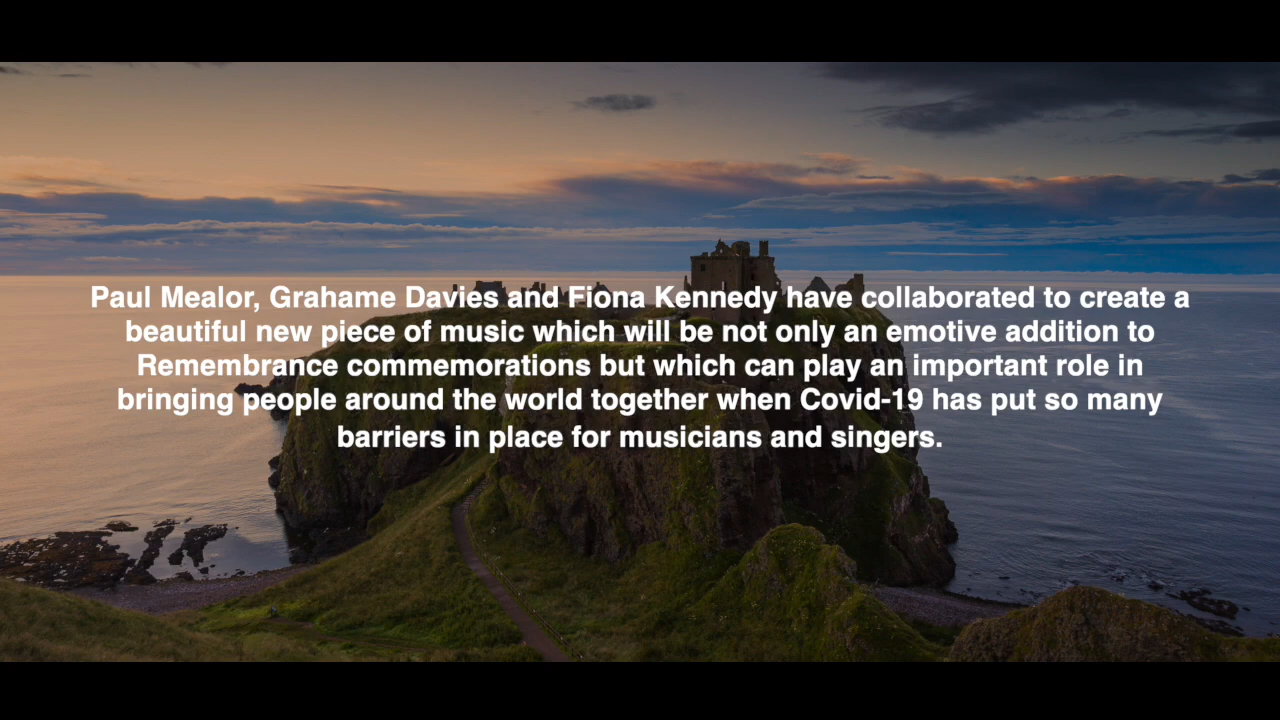 Paul Mealor, Grahame Davies and Fiona Kennedy have collaborated to create a
beautiful new piece of music which will be not only an emotive addition to
Remembrance commemorations but which can play an important role in
bringing people around the world together when Covid-19 has put so many
barriers in place for musicians and singers.